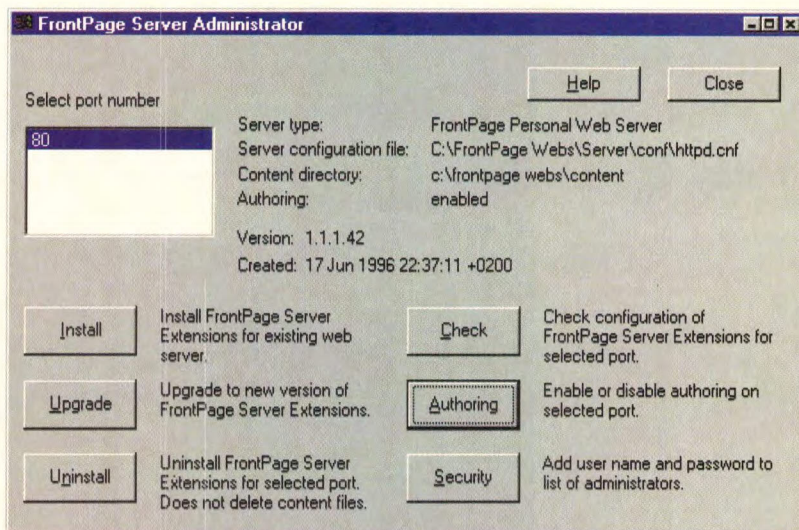 FrontPage Server Administrator
Help
Close
Select port number
80
Server type: FrontPage Personal Web Server
Server configuration file: C:\FrontPage Webs\Server\conf\httpd.cnf
Content directory: c:\frontpage webs\content
Authoring: enabled
Version: 1.1.1.42
Created: 17 Jun 1996 22:37:11 +0200
Install
Install FrontPage Server
Extensions for existing web
server.
Check
Check configuration of
FrontPage Server Extensions for
selected port.
Upgrade
Upgrade to new version of
FrontPage Server Extensions.
Authoring
Enable or disable authoring on
selected port.
Uninstall
Uninstall FrontPage Server
Extensions for selected port.
Does not delete content files.
Security
Add user name and password to
list of administrators.